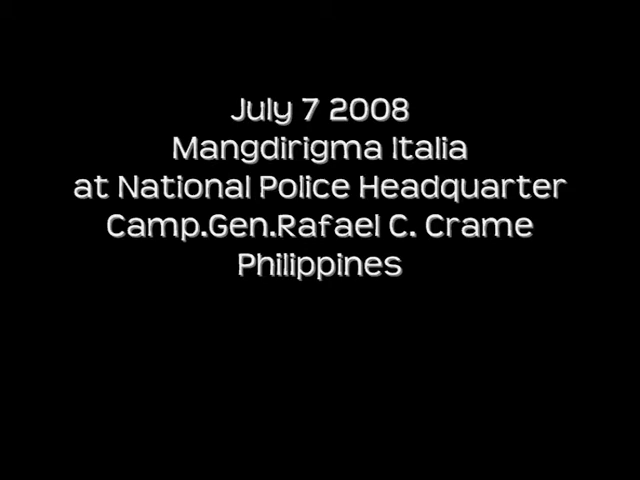 July 7 2008
Mangdirigma Italia
at National Police Headquarter
Camp.Gen.Rafael C. Crame
Philippines